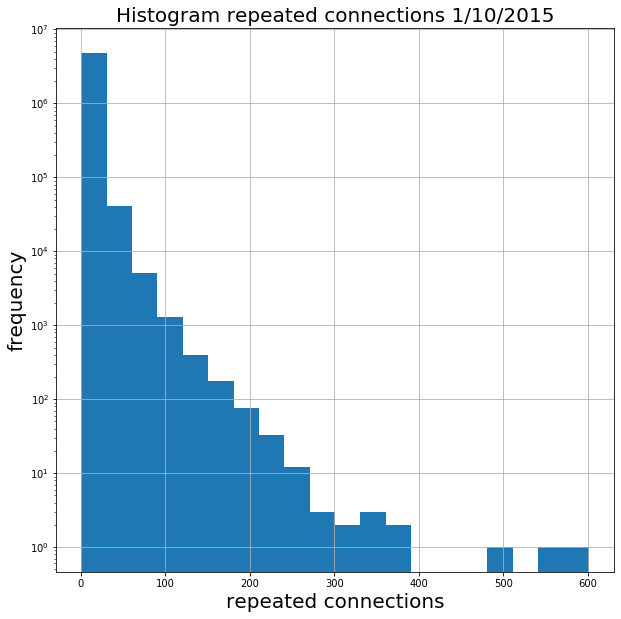 Histogram repeated connections 1/10/2015
10⁷
10⁶
10⁵
10⁴
10³
10²
10¹
10⁰
frequency
0 100 200 300 400 500 600
repeated connections